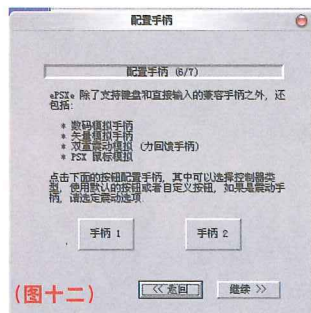 配置手柄
配置手柄 (6/7)
ePSXe 除了支持键盘和直接输入的兼容手柄之外，还
包括：
* 数码模拟手柄
* 矢量模拟手柄
* 双重震动模拟 (力回馈手柄)
* PSX 鼠标模拟
点击下面的按钮配置手柄，其中可以选择控制器类
型，使用默认的按钮或者自定义按钮，如果是震动手
柄，请选定震动选项.
手柄 1
手柄 2
<< 返回
继续 >>
(图十二)